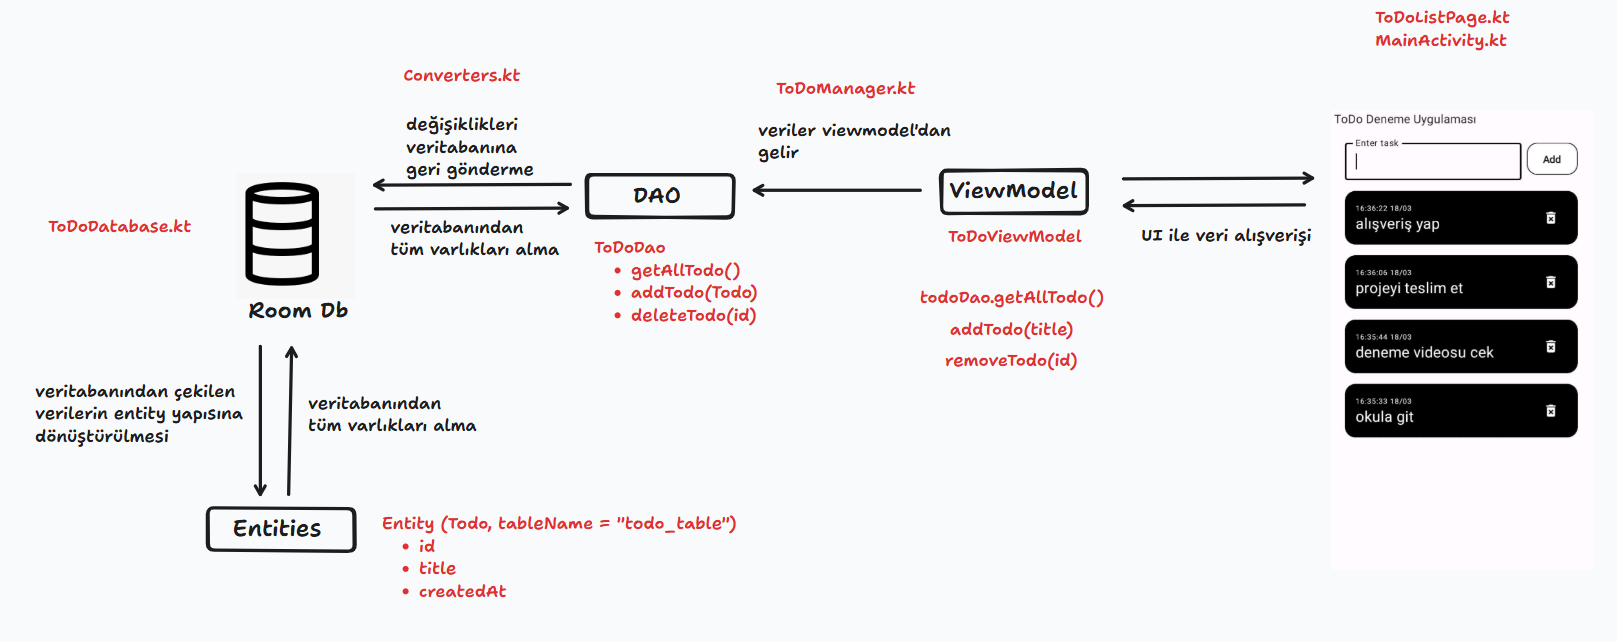 ToDoListPage.kt
MainActivity.kt
Converters.kt
ToDoManager.kt
değişiklikleri
veritabanına
geri gönderme
veriler viewmodel'dan
gelir
DAO
ViewModel
ToDoDatabase.kt
veritabanından
tüm varlıkları alma
ToDoDao
getAllTodo()
addTodo(Todo)
deleteTodo(id)
ToDoViewModel
todoDao.getAllTodo()
addTodo(title)
removeTodo(id)
UI ile veri alışverişi
Room Db
veritabanından çekilen
verilerin entity yapısına
dönüştürülmesi
veritabanından
tüm varlıkları alma
Entities
Entity (Todo, tableName = "todo_table")
id
title
createdAt
ToDo Deneme Uygulaması
Enter task
Add
16:36:22 18/03
alışveriş yap
16:36:06 18/03
projeyi teslim et
16:35:44 18/03
deneme videosu cek
16:35:33 18/03
okula git